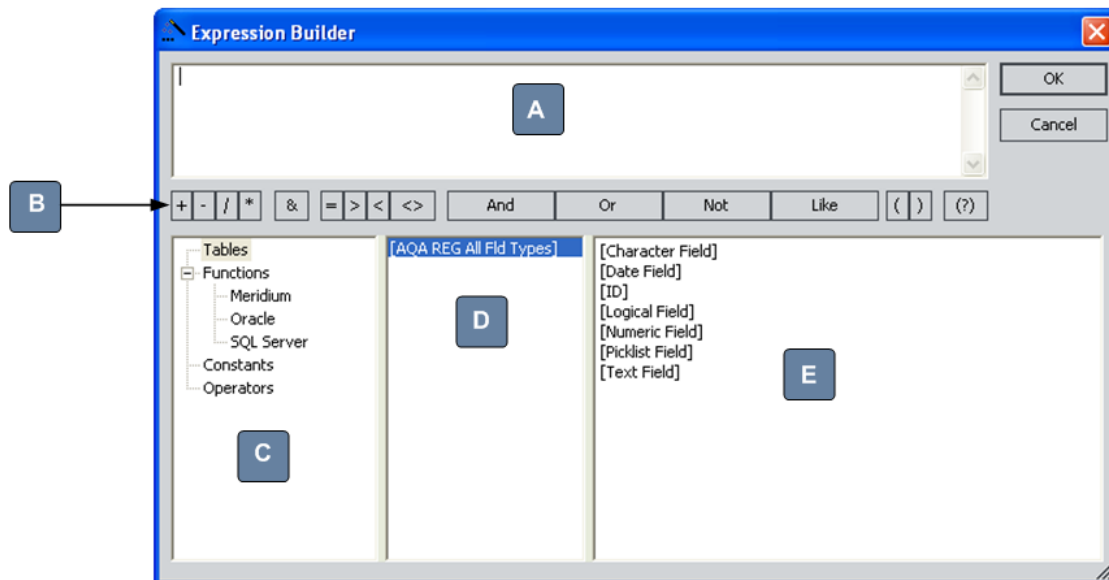 Expression Builder
OK
A
Cancel
B
+ - / * & = > < <> And Or Not Like ( ) (?)
Tables
Functions
Meridium
Oracle
SQL Server
Constants
Operators
C
[AQA REG All Fld Types]
D
[Character Field]
[Date Field]
[ID]
[Logical Field]
[Numeric Field]
[Picklist Field]
[Text Field]
E